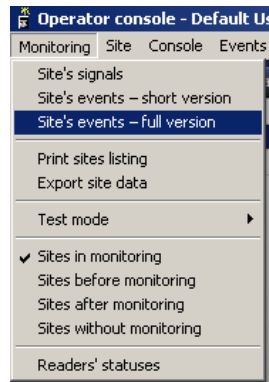 Operator console - Default Us
Monitoring Site Console Events
Site's signals
Site's events – short version
Site's events – full version
Print sites listing
Export site data
Test mode
Sites in monitoring
Sites before monitoring
Sites after monitoring
Sites without monitoring
Readers' statuses